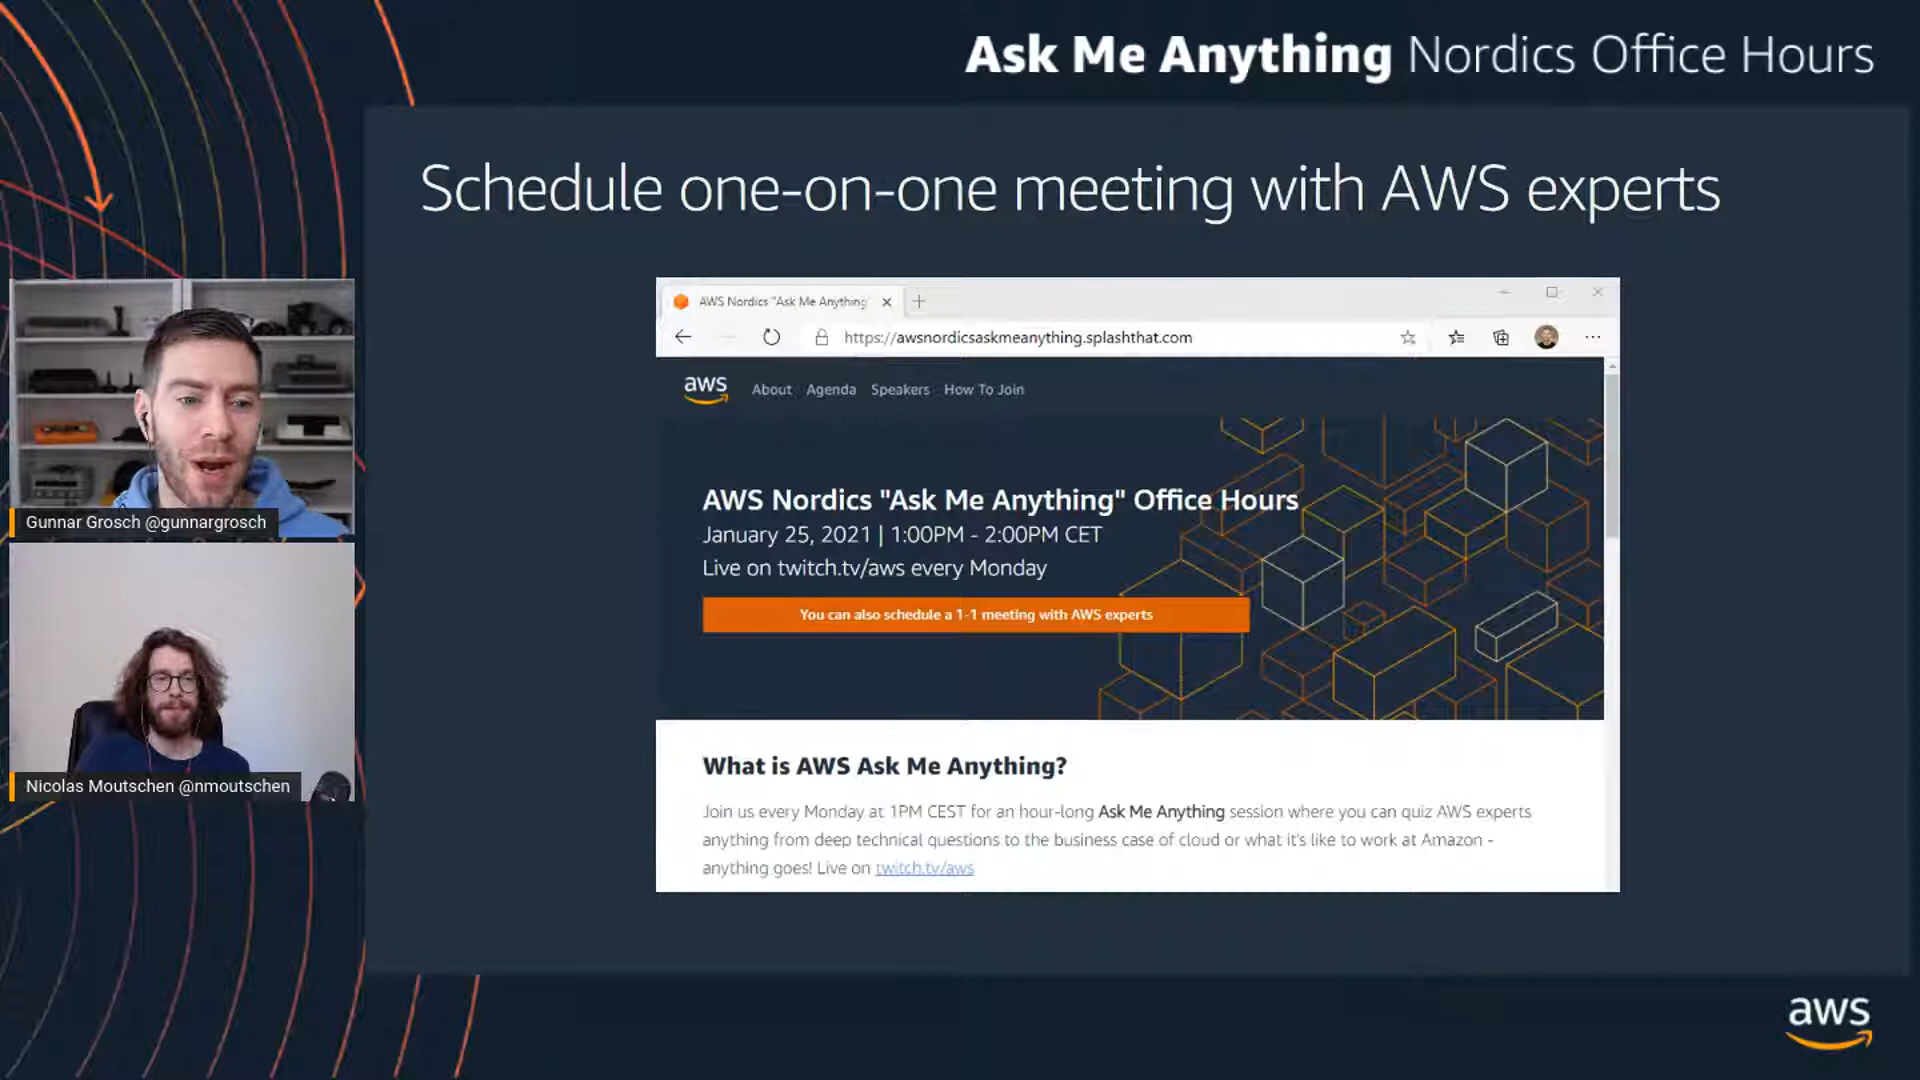 Ask Me Anything Nordics Office Hours
Schedule one-on-one meeting with AWS experts
AWS Nordics "Ask Me Anything
https://awsnordicsaskmeanything.splashthat.com
aws About Agenda Speakers How To Join
AWS Nordics "Ask Me Anything" Office Hours
January 25, 2021 | 1:00PM - 2:00PM CET
Live on twitch.tv/aws every Monday
You can also schedule a 1-1 meeting with AWS experts
What is AWS Ask Me Anything?
Join us every Monday at 1PM CEST for an hour-long Ask Me Anything session where you can quiz AWS experts
anything from deep technical questions to the business case of cloud or what it's like to work at Amazon -
anything goes! Live on twitch.tv/aws
Gunnar Grosch @gunnargrosch
Nicolas Moutschen @nmoutschen
aws